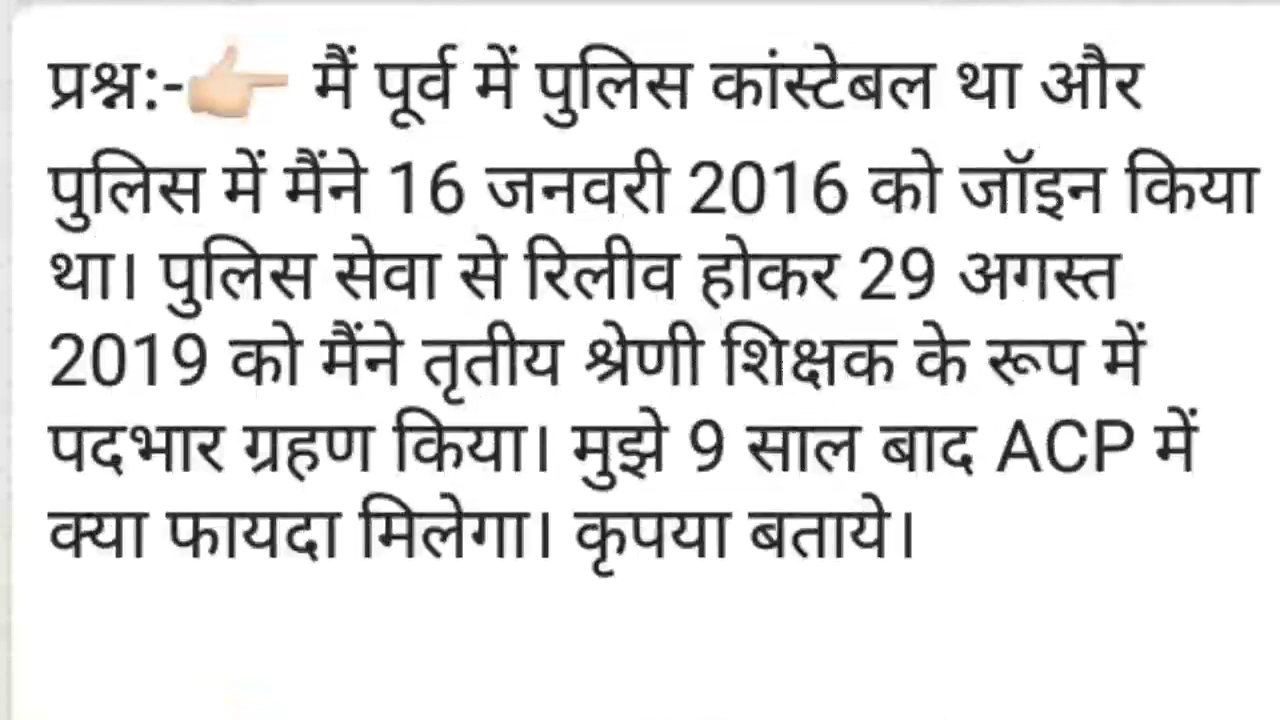 प्रश्न:-👉🏻 मैं पूर्व में पुलिस कांस्टेबल था और
पुलिस में मैंने 16 जनवरी 2016 को जॉइन किया
था। पुलिस सेवा से रिलीव होकर 29 अगस्त
2019 को मैंने तृतीय श्रेणी शिक्षक के रूप में
पदभार ग्रहण किया। मुझे 9 साल बाद ACP में
क्या फायदा मिलेगा। कृपया बताये।